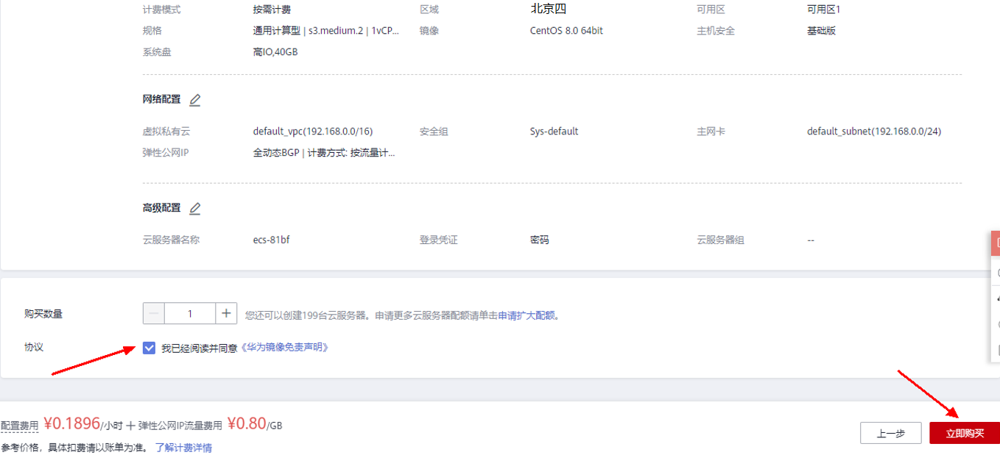 计费模式 按需计费 区域 北京四 可用区 可用区1
规格 通用计算型 | s3.medium.2 | 1vCP... 镜像 CentOS 8.0 64bit 主机安全 基础版
系统盘 高IO,40GB
网络配置
虚拟私有云 default_vpc(192.168.0.0/16) 安全组 Sys-default 主网卡 default_subnet(192.168.0.0/24)
弹性公网IP 全动态BGP | 计费方式: 按流量计...
高级配置
云服务器名称 ecs-81bf 登录凭证 密码 云服务器组 --
购买数量 1 您还可以创建199台云服务器。申请更多云服务器配额请单击申请扩大配额。
协议 我已经阅读并同意《华为镜像免责声明》
配置费用 ¥0.1896/小时 + 弹性公网IP流量费用 ¥0.80/GB
参考价格，具体扣费请以账单为准。 了解计费详情
上一步 立即购买